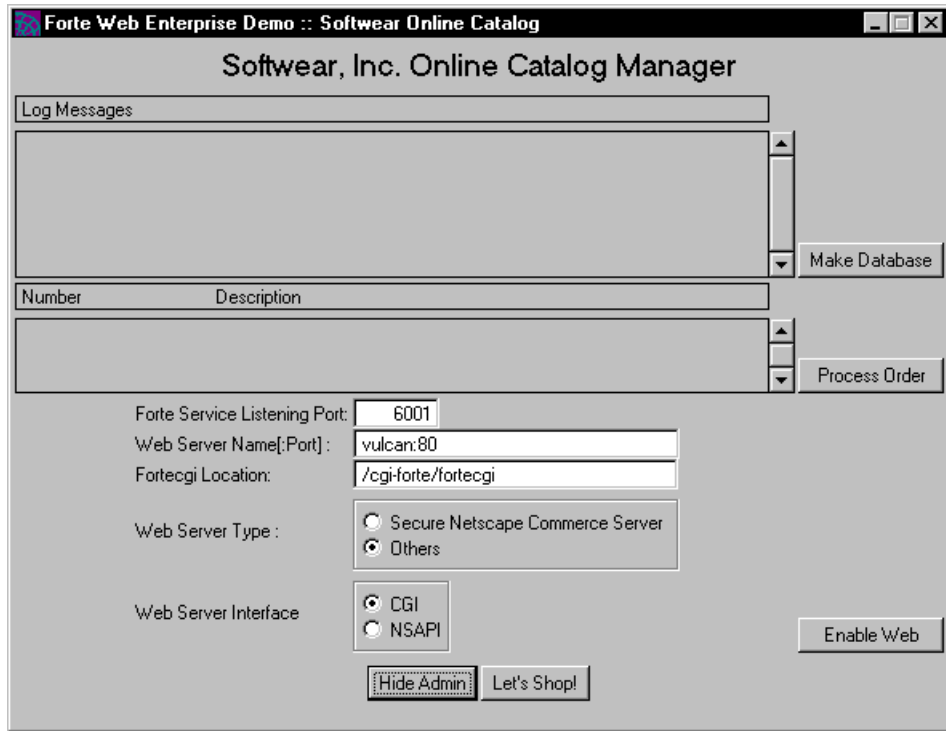 Forte Web Enterprise Demo :: Softwear Online Catalog
Softwear, Inc. Online Catalog Manager
Log Messages
Make Database
Number Description
Process Order
Forte Service Listening Port: 6001
Web Server Name[:Port] : vulcan:80
Fortecgi Location: /cgi-forte/fortecgi
Web Server Type :
Secure Netscape Commerce Server
Others
Web Server Interface
CGI
NSAPI
Enable Web
Hide Admin Let's Shop!